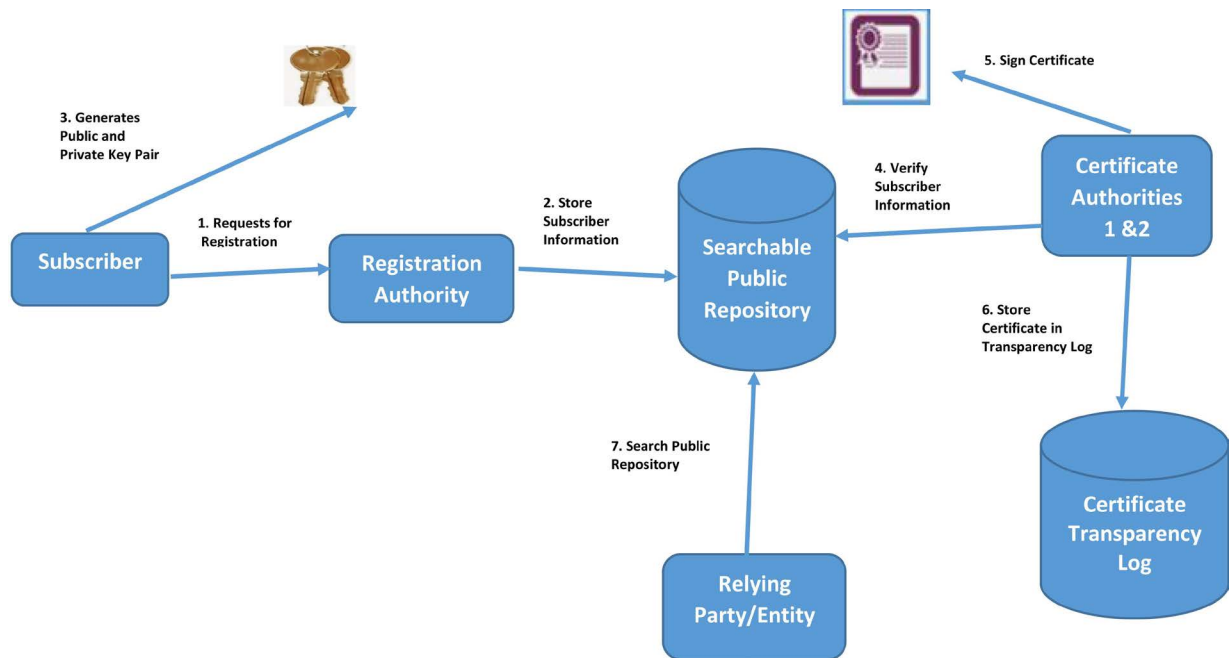 5. Sign Certificate
3. Generates
Public and
Private Key Pair
4. Verify
Subscriber
Information
Certificate
Authorities
1 &2
1. Requests for
Registration
2. Store
Subscriber
Information
Subscriber
Registration
Authority
Searchable
Public
Repository
6. Store
Certificate in
Transparency Log
7. Search Public
Repository
Certificate
Transparency
Log
Relying
Party/Entity